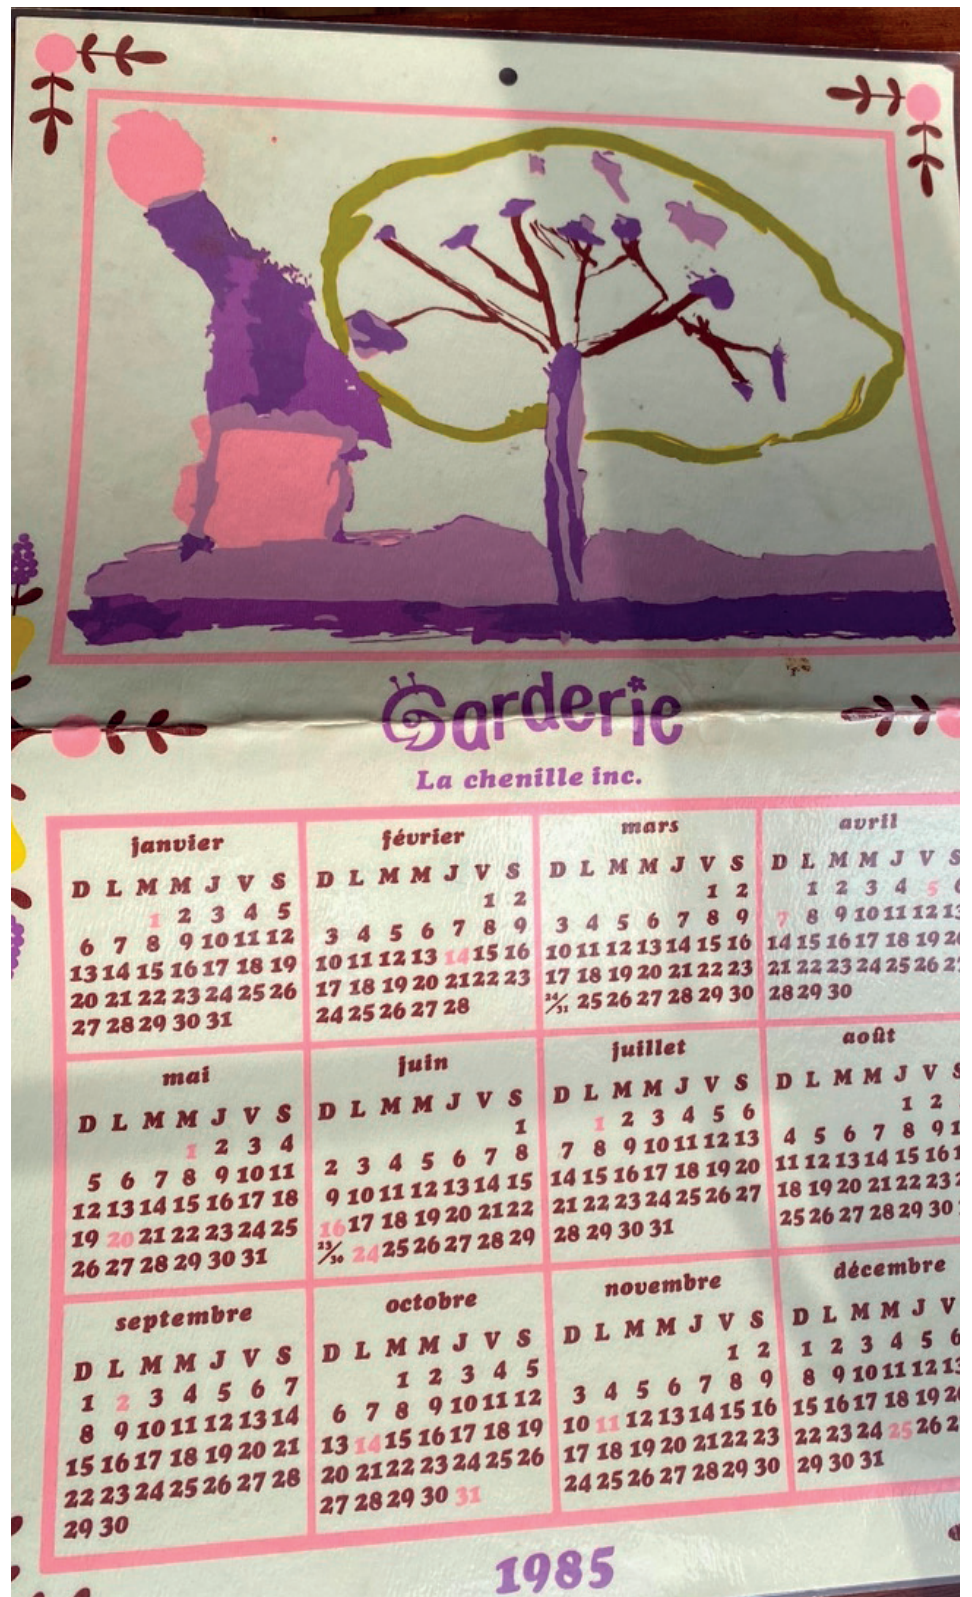 Garderie
La chenille inc.
janvier
D L M M J V S
1 2 3 4 5
6 7 8 9 10 11 12
13 14 15 16 17 18 19
20 21 22 23 24 25 26
27 28 29 30 31
février
D L M M J V S
1 2
3 4 5 6 7 8 9
10 11 12 13 14 15 16
17 18 19 20 21 22 23
24 25 26 27 28
mars
D L M M J V S
1 2
3 4 5 6 7 8 9
10 11 12 13 14 15 16
17 18 19 20 21 22 23
24/31 25 26 27 28 29 30
avril
D L M M J V S
1 2 3 4 5 6
7 8 9 10 11 12 13
14 15 16 17 18 19 20
21 22 23 24 25 26 27
28 29 30
mai
D L M M J V S
1 2 3 4
5 6 7 8 9 10 11
12 13 14 15 16 17 18
19 20 21 22 23 24 25
26 27 28 29 30 31
juin
D L M M J V S
1
2 3 4 5 6 7 8
9 10 11 12 13 14 15
16 17 18 19 20 21 22
23/30 24 25 26 27 28 29
juillet
D L M M J V S
1 2 3 4 5 6
7 8 9 10 11 12 13
14 15 16 17 18 19 20
21 22 23 24 25 26 27
28 29 30 31
août
D L M M J V S
1 2
4 5 6 7 8 9
11 12 13 14 15 16
18 19 20 21 22 23
25 26 27 28 29 30
septembre
D L M M J V S
1 2 3 4 5 6 7
8 9 10 11 12 13 14
15 16 17 18 19 20 21
22 23 24 25 26 27 28
29 30
octobre
D L M M J V S
1 2 3 4 5
6 7 8 9 10 11 12
13 14 15 16 17 18 19
20 21 22 23 24 25 26
27 28 29 30 31
novembre
D L M M J V S
1 2
3 4 5 6 7 8 9
10 11 12 13 14 15 16
17 18 19 20 21 22 23
24 25 26 27 28 29 30
décembre
D L M M J V
1 2 3 4 5 6
8 9 10 11 12 13
15 16 17 18 19 20
22 23 24 25 26
29 30 31
1985